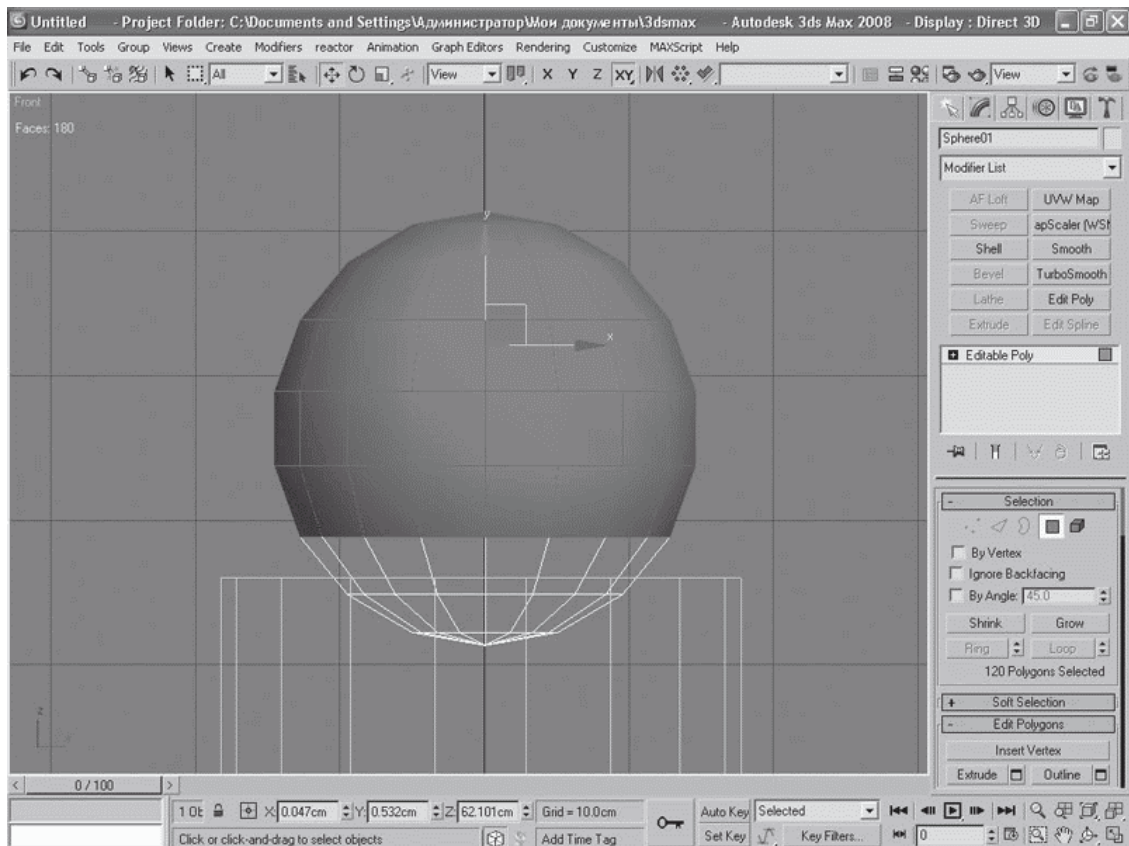 Untitled - Project Folder: C:\Documents and Settings\Администратор\Мои документы\3dsmax - Autodesk 3ds Max 2008 - Display : Direct 3D
File Edit Tools Group Views Create Modifiers reactor Animation Graph Editors Rendering Customize MAXScript Help
All View X Y Z XY View
Front
Faces: 180
y
x
z
Sphere01
Modifier List
AF Loft UVW Map
Sweep apScaler (WSM
Shell Smooth
Bevel TurboSmooth
Lathe Edit Poly
Extrude Edit Spline
Editable Poly
- Selection
By Vertex
Ignore Backfacing
By Angle: 45.0
Shrink Grow
Ring Loop
120 Polygons Selected
+ Soft Selection
- Edit Polygons
Insert Vertex
Extrude Outline
0 / 100
1 Ob X: 0.047cm Y: 0.532cm Z: 62.101cm Grid = 10.0cm Auto Key Selected
Click or click-and-drag to select objects Add Time Tag Set Key Key Filters... 0